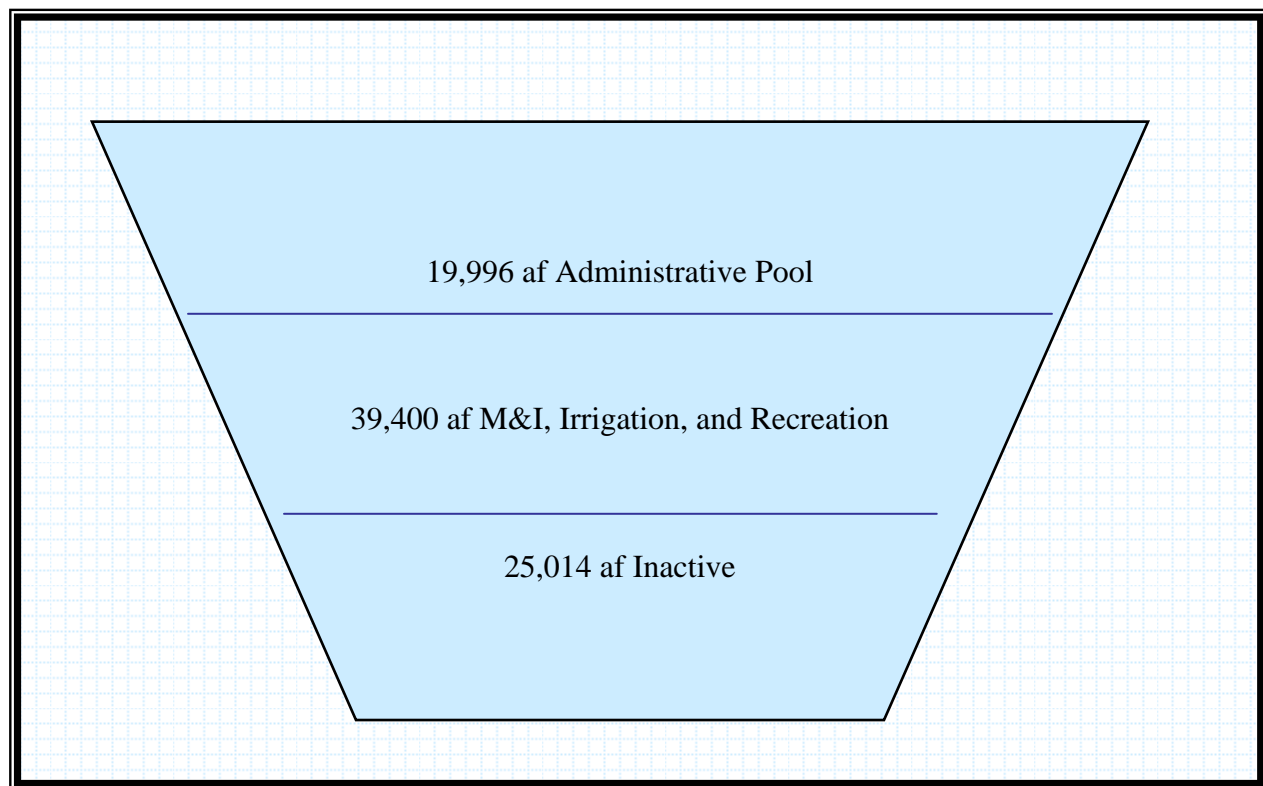 19,996 af Administrative Pool
39,400 af M&I, Irrigation, and Recreation
25,014 af Inactive